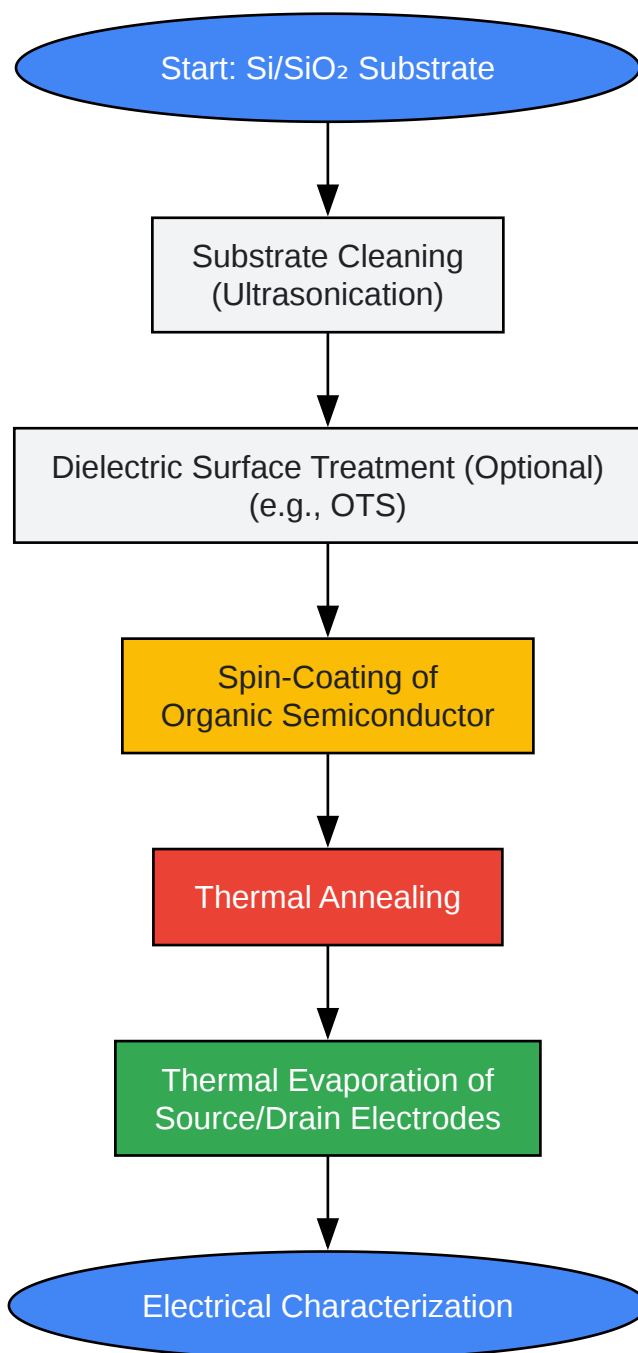 Start: Si/SiO₂ Substrate
Substrate Cleaning
(Ultrasonication)
Dielectric Surface Treatment (Optional)
(e.g., OTS)
Spin-Coating of
Organic Semiconductor
Thermal Annealing
Thermal Evaporation of
Source/Drain Electrodes
Electrical Characterization